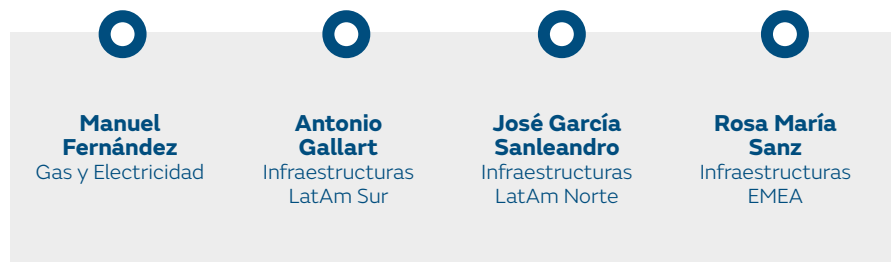 Manuel
Fernández
Gas y Electricidad
Antonio
Gallart
Infraestructuras
LatAm Sur
José García
Sanleandro
Infraestructuras
LatAm Norte
Rosa María
Sanz
Infraestructuras
EMEA